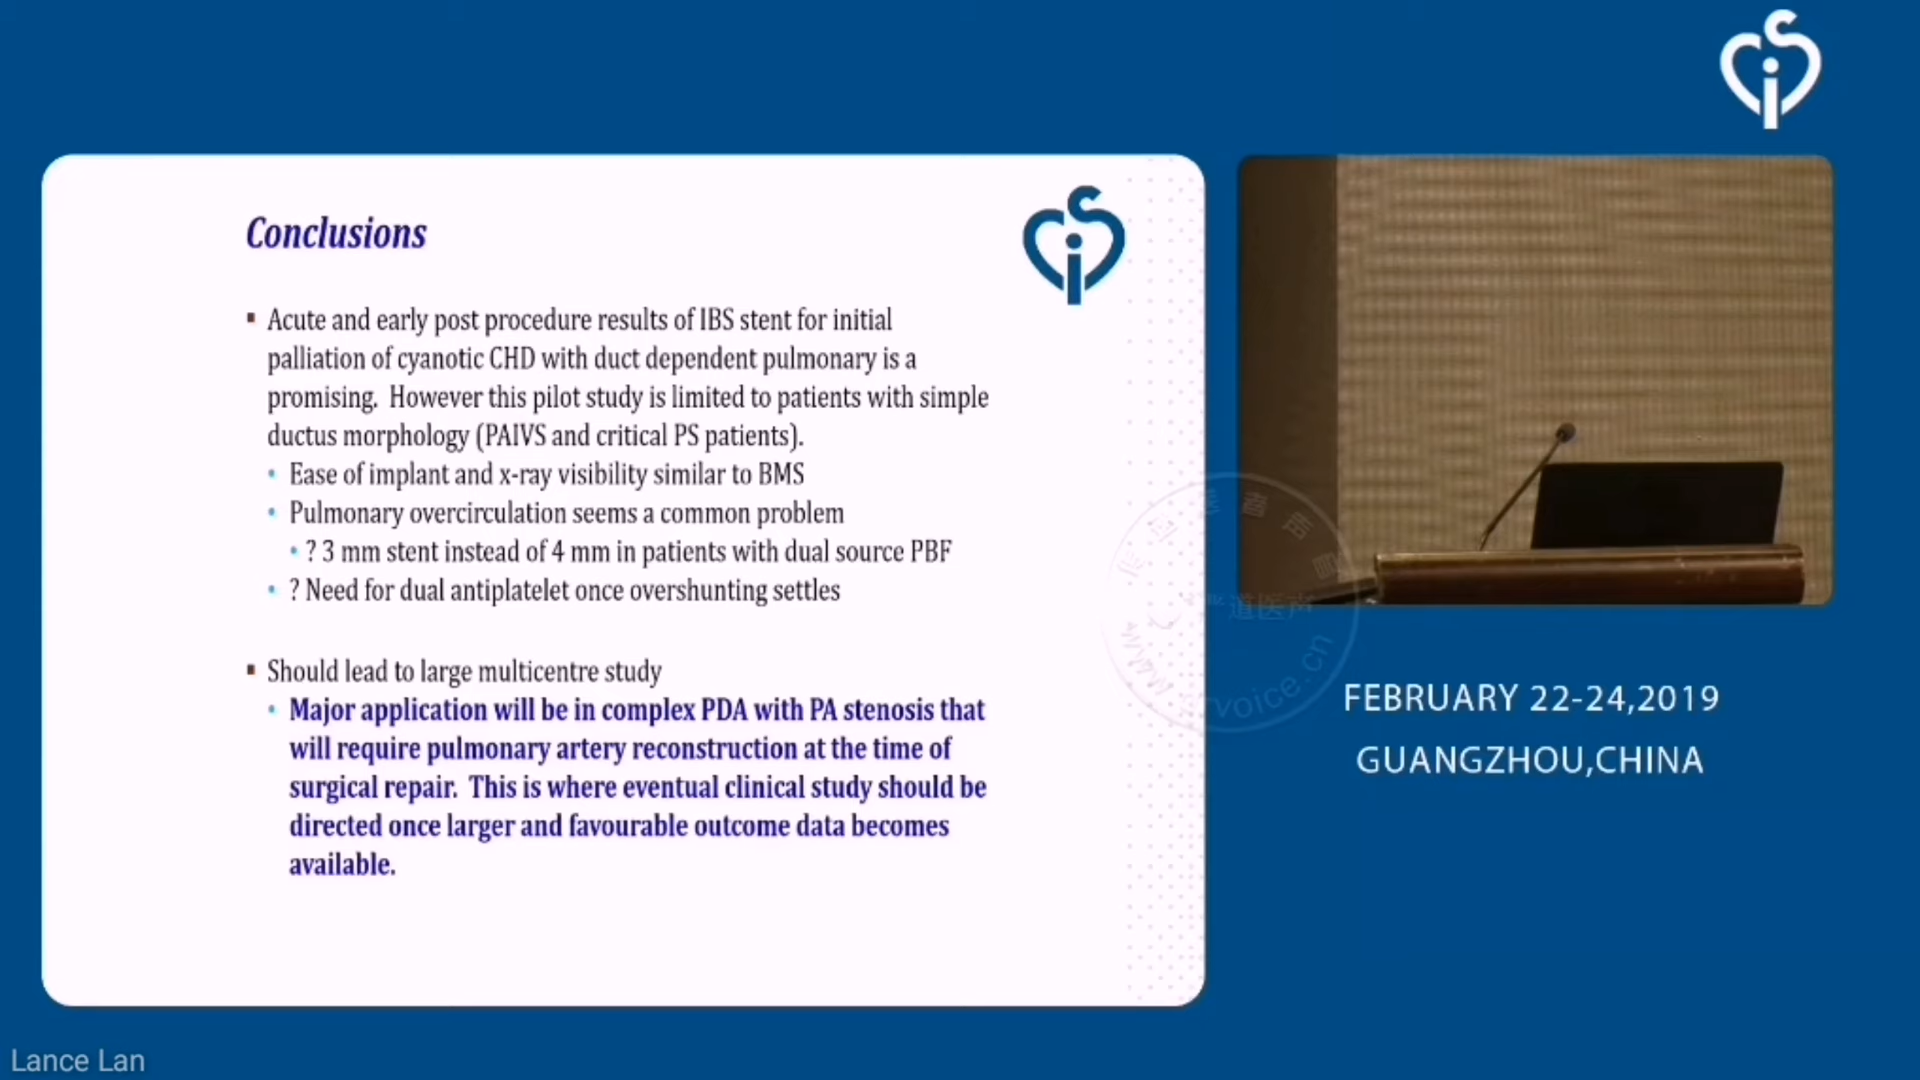 Conclusions
Acute and early post procedure results of IBS stent for initial
palliation of cyanotic CHD with duct dependent pulmonary is a
promising. However this pilot study is limited to patients with simple
ductus morphology (PAIVS and critical PS patients).
Ease of implant and x-ray visibility similar to BMS
Pulmonary overcirculation seems a common problem
? 3 mm stent instead of 4 mm in patients with dual source PBF
? Need for dual antiplatelet once overshunting settles
Should lead to large multicentre study
Major application will be in complex PDA with PA stenosis that
will require pulmonary artery reconstruction at the time of
surgical repair. This is where eventual clinical study should be
directed once larger and favourable outcome data becomes
available.
FEBRUARY 22-24,2019
GUANGZHOU,CHINA
Lance Lan